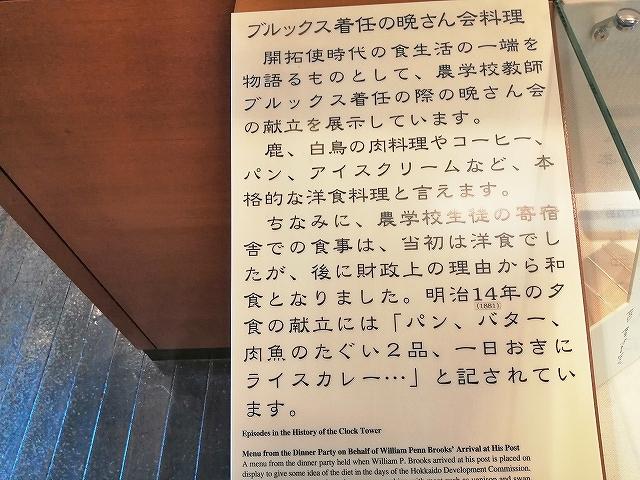 ブルックス着任の晩さん会料理
開拓使時代の食生活の一端を
物語るものとして、農学校教師
ブルックス着任の際の晩さん会
の献立を展示しています。
鹿、白鳥の肉料理やコーヒー、
パン、アイスクリームなど、本
格的な洋食料理と言えます。
ちなみに、農学校生徒の寄宿
舎での食事は、当初は洋食でし
たが、後に財政上の理由から和
食となりました。明治14年の夕
(1881)
食の献立には「パン、バター、
肉魚のたぐい2品、一日おきに
ライスカレー…」と記されてい
ます。
Episodes in the History of the Clock Tower
Menu from the Dinner Party on Behalf of William Penn Brooks' Arrival at His Post
A menu from the dinner party held when William P. Brooks arrived at his post is placed on
display to give some idea of the diet in the days of the Hokkaido Development Commission.